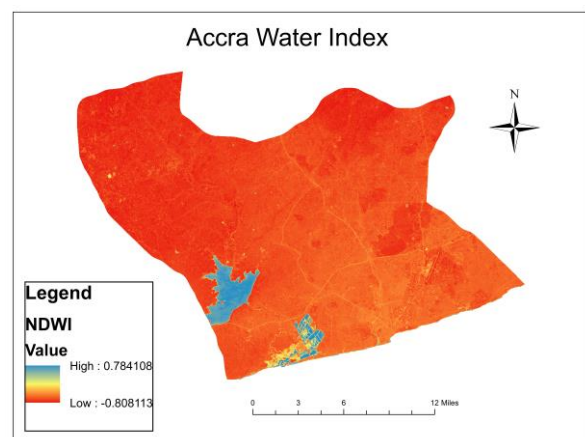 Accra Water Index
N
Legend
NDWI
Value
High : 0.784108
Low : -0.808113
0 3 6 12 Miles